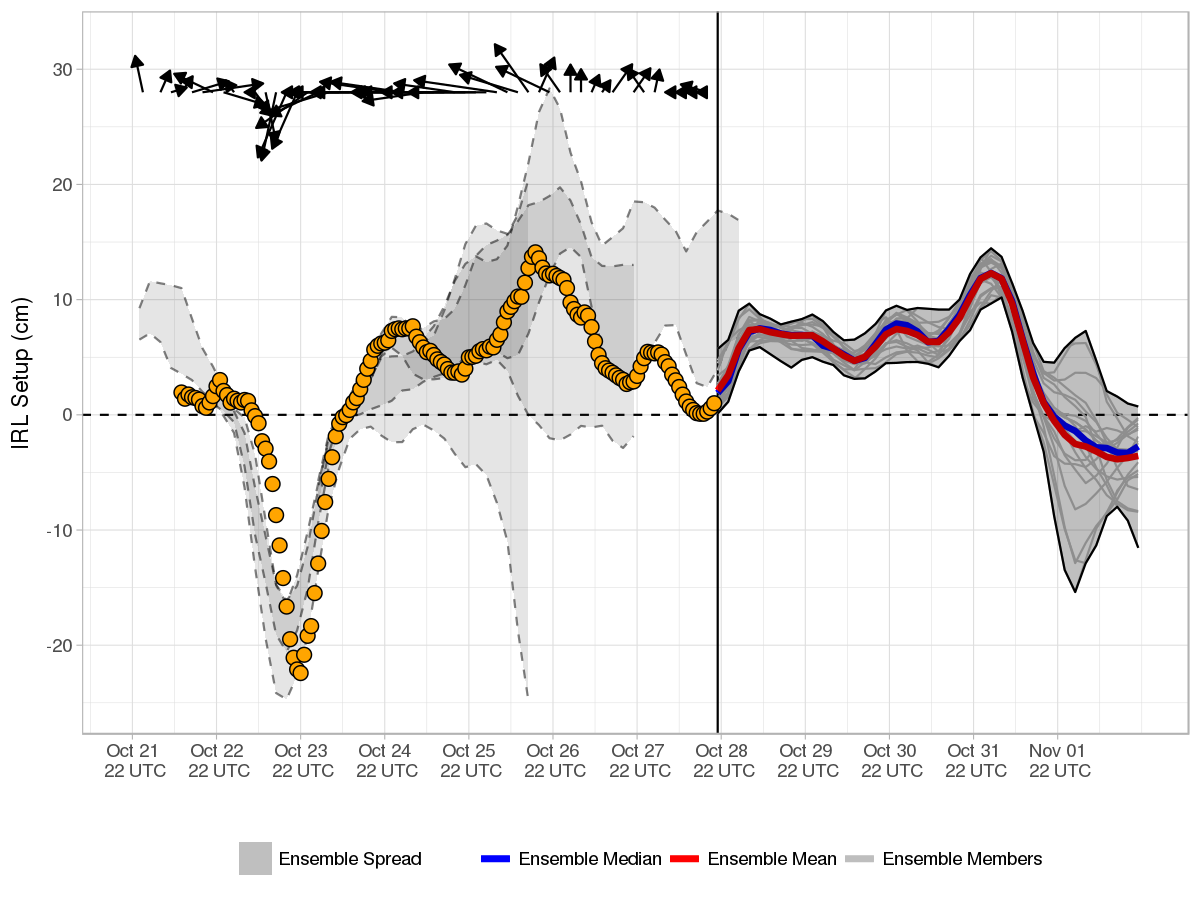 IRL Setup (cm)
30
20
10
0
-10
-20
Oct 21 Oct 22 Oct 23 Oct 24 Oct 25 Oct 26 Oct 27 Oct 28 Oct 29 Oct 30 Oct 31 Nov 01
22 UTC 22 UTC 22 UTC 22 UTC 22 UTC 22 UTC 22 UTC 22 UTC 22 UTC 22 UTC 22 UTC 22 UTC
Ensemble Spread Ensemble Median Ensemble Mean Ensemble Members